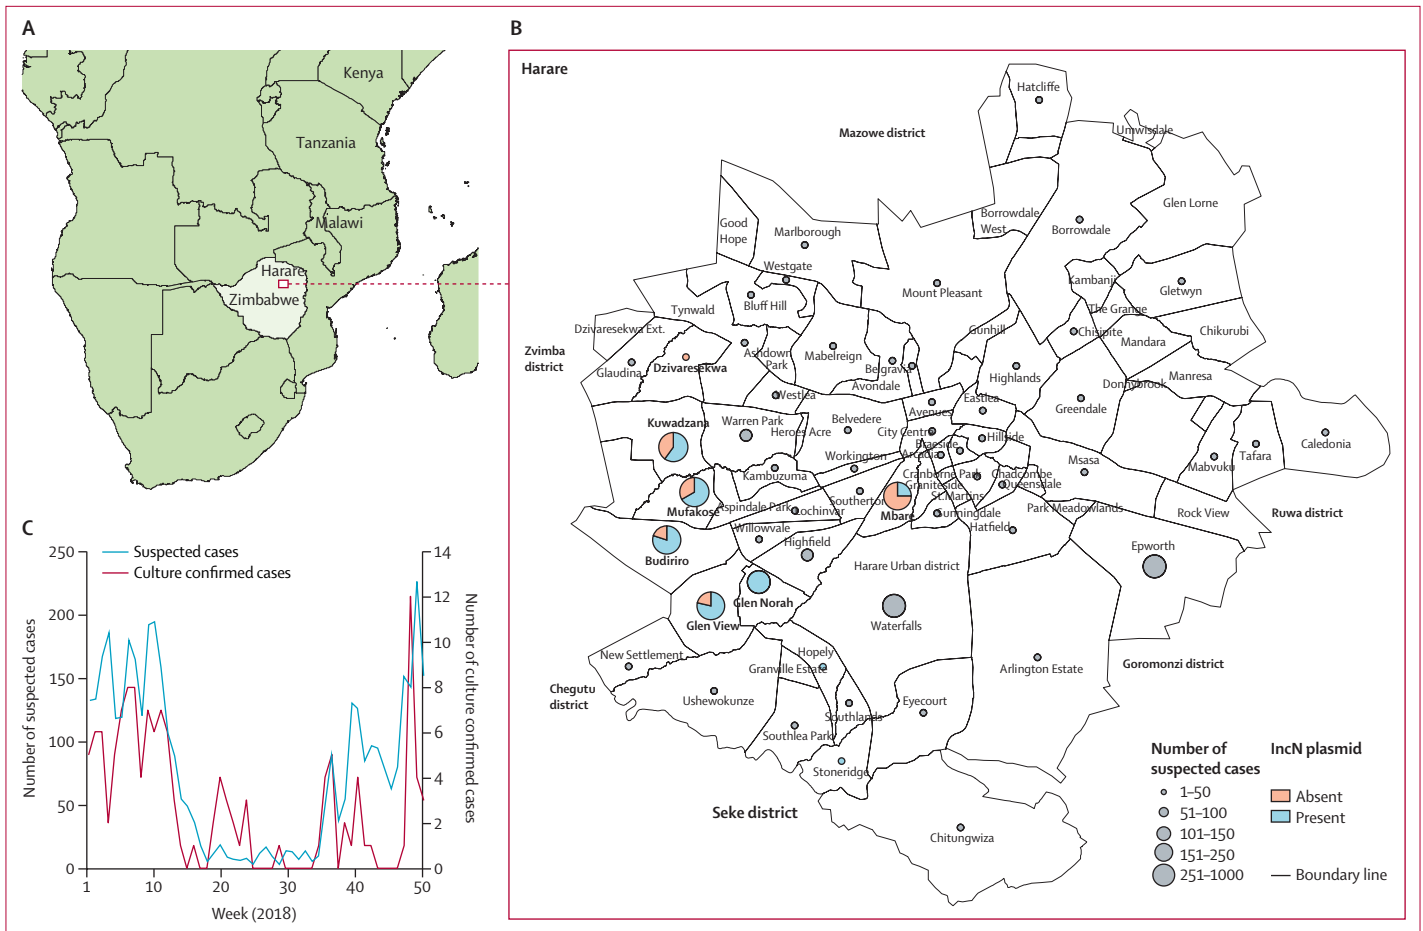 A
Kenya
Tanzania
Malawi
Harare
Zimbabwe
B
Harare
Hatcliffe
Mazowe district
Umwisdale
Glen Lorne
Borrowdale
West
Borrowdale
Good
Hope
Marlborough
Westgate
Kambanji
Gletwyn
Mount Pleasant
Bluff Hill
Tynwald
The Grange
Dzivaresekwa Ext.
Gunhill
Chisipite
Chikurubi
Mandara
Zvimba
district
Glaudina
Dzivaresekwa
Ashdown
Park
Mabelreign
Belgravia
Avondale
Highlands
Donnybrook
Manresa
Westlea
Eastlea
Greendale
Avenues
Kuwadzana
Warren Park
Heroes Acre
Belvedere
City Centre
Hillside
Braeside
Arcadia
Caledonia
Tafara
Mabvuku
Workington
Msasa
Kambuzuma
Cranborne Park
Chadcombe
Graniteside
Queensdale
St.Martins
Mufakose
Aspindale Park
Lochinvar
Southerton
Mbare
Sunningdale
Park Meadowlands
Rock View
Ruwa district
Willowvale
Hatfield
Highfield
Budiriro
Epworth
Harare Urban district
Glen Norah
Glen View
Waterfalls
New Settlement
Hopely
Granville Estate
Arlington Estate
Goromonzi district
Chegutu
district
Ushewokunze
Eyecourt
Southlands
Southlea Park
Stoneridge
Seke district
Chitungwiza
Number of
suspected cases
1–50
51–100
101–150
151–250
251–1000
IncN plasmid
Absent
Present
Boundary line
C
Suspected cases
Culture confirmed cases
Number of suspected cases
250
200
150
100
50
0
14
12
10
8
6
4
2
0
Number of culture confirmed cases
1
10
20
30
40
50
Week (2018)